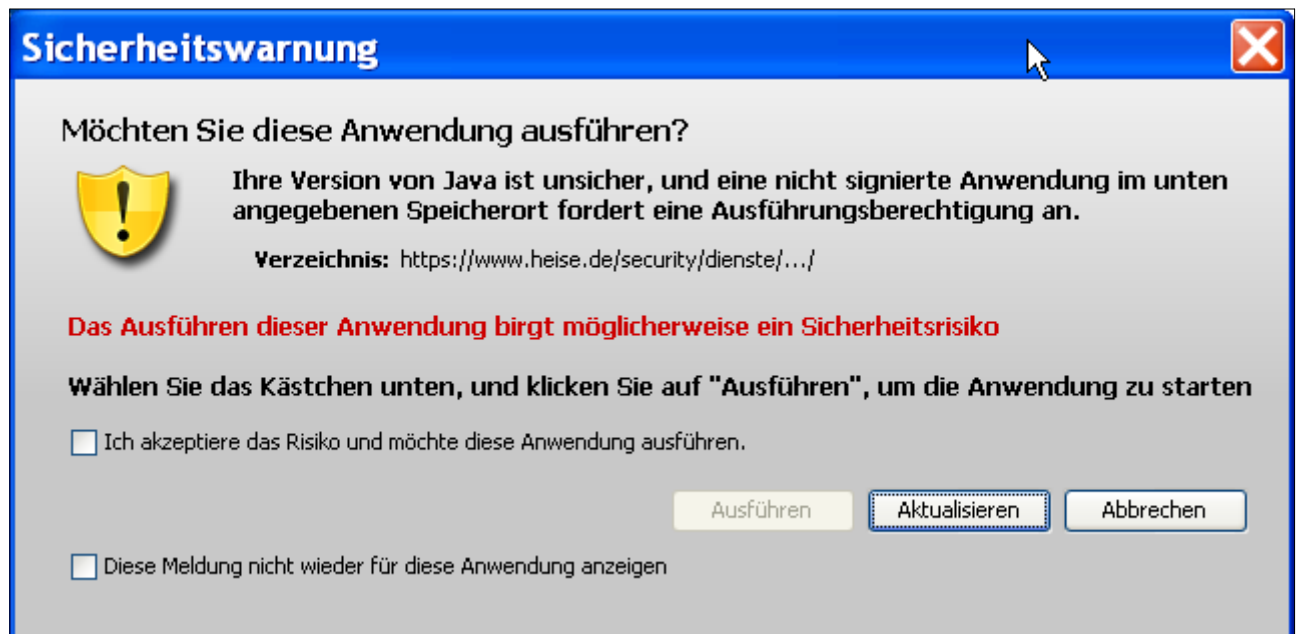 Sicherheitswarnung
Möchten Sie diese Anwendung ausführen?
Ihre Version von Java ist unsicher, und eine nicht signierte Anwendung im unten
angegebenen Speicherort fordert eine Ausführungsberechtigung an.
Verzeichnis: https://www.heise.de/security/dienste/.../
Das Ausführen dieser Anwendung birgt möglicherweise ein Sicherheitsrisiko
Wählen Sie das Kästchen unten, und klicken Sie auf "Ausführen", um die Anwendung zu starten
Ich akzeptiere das Risiko und möchte diese Anwendung ausführen.
Ausführen Aktualisieren Abbrechen
Diese Meldung nicht wieder für diese Anwendung anzeigen